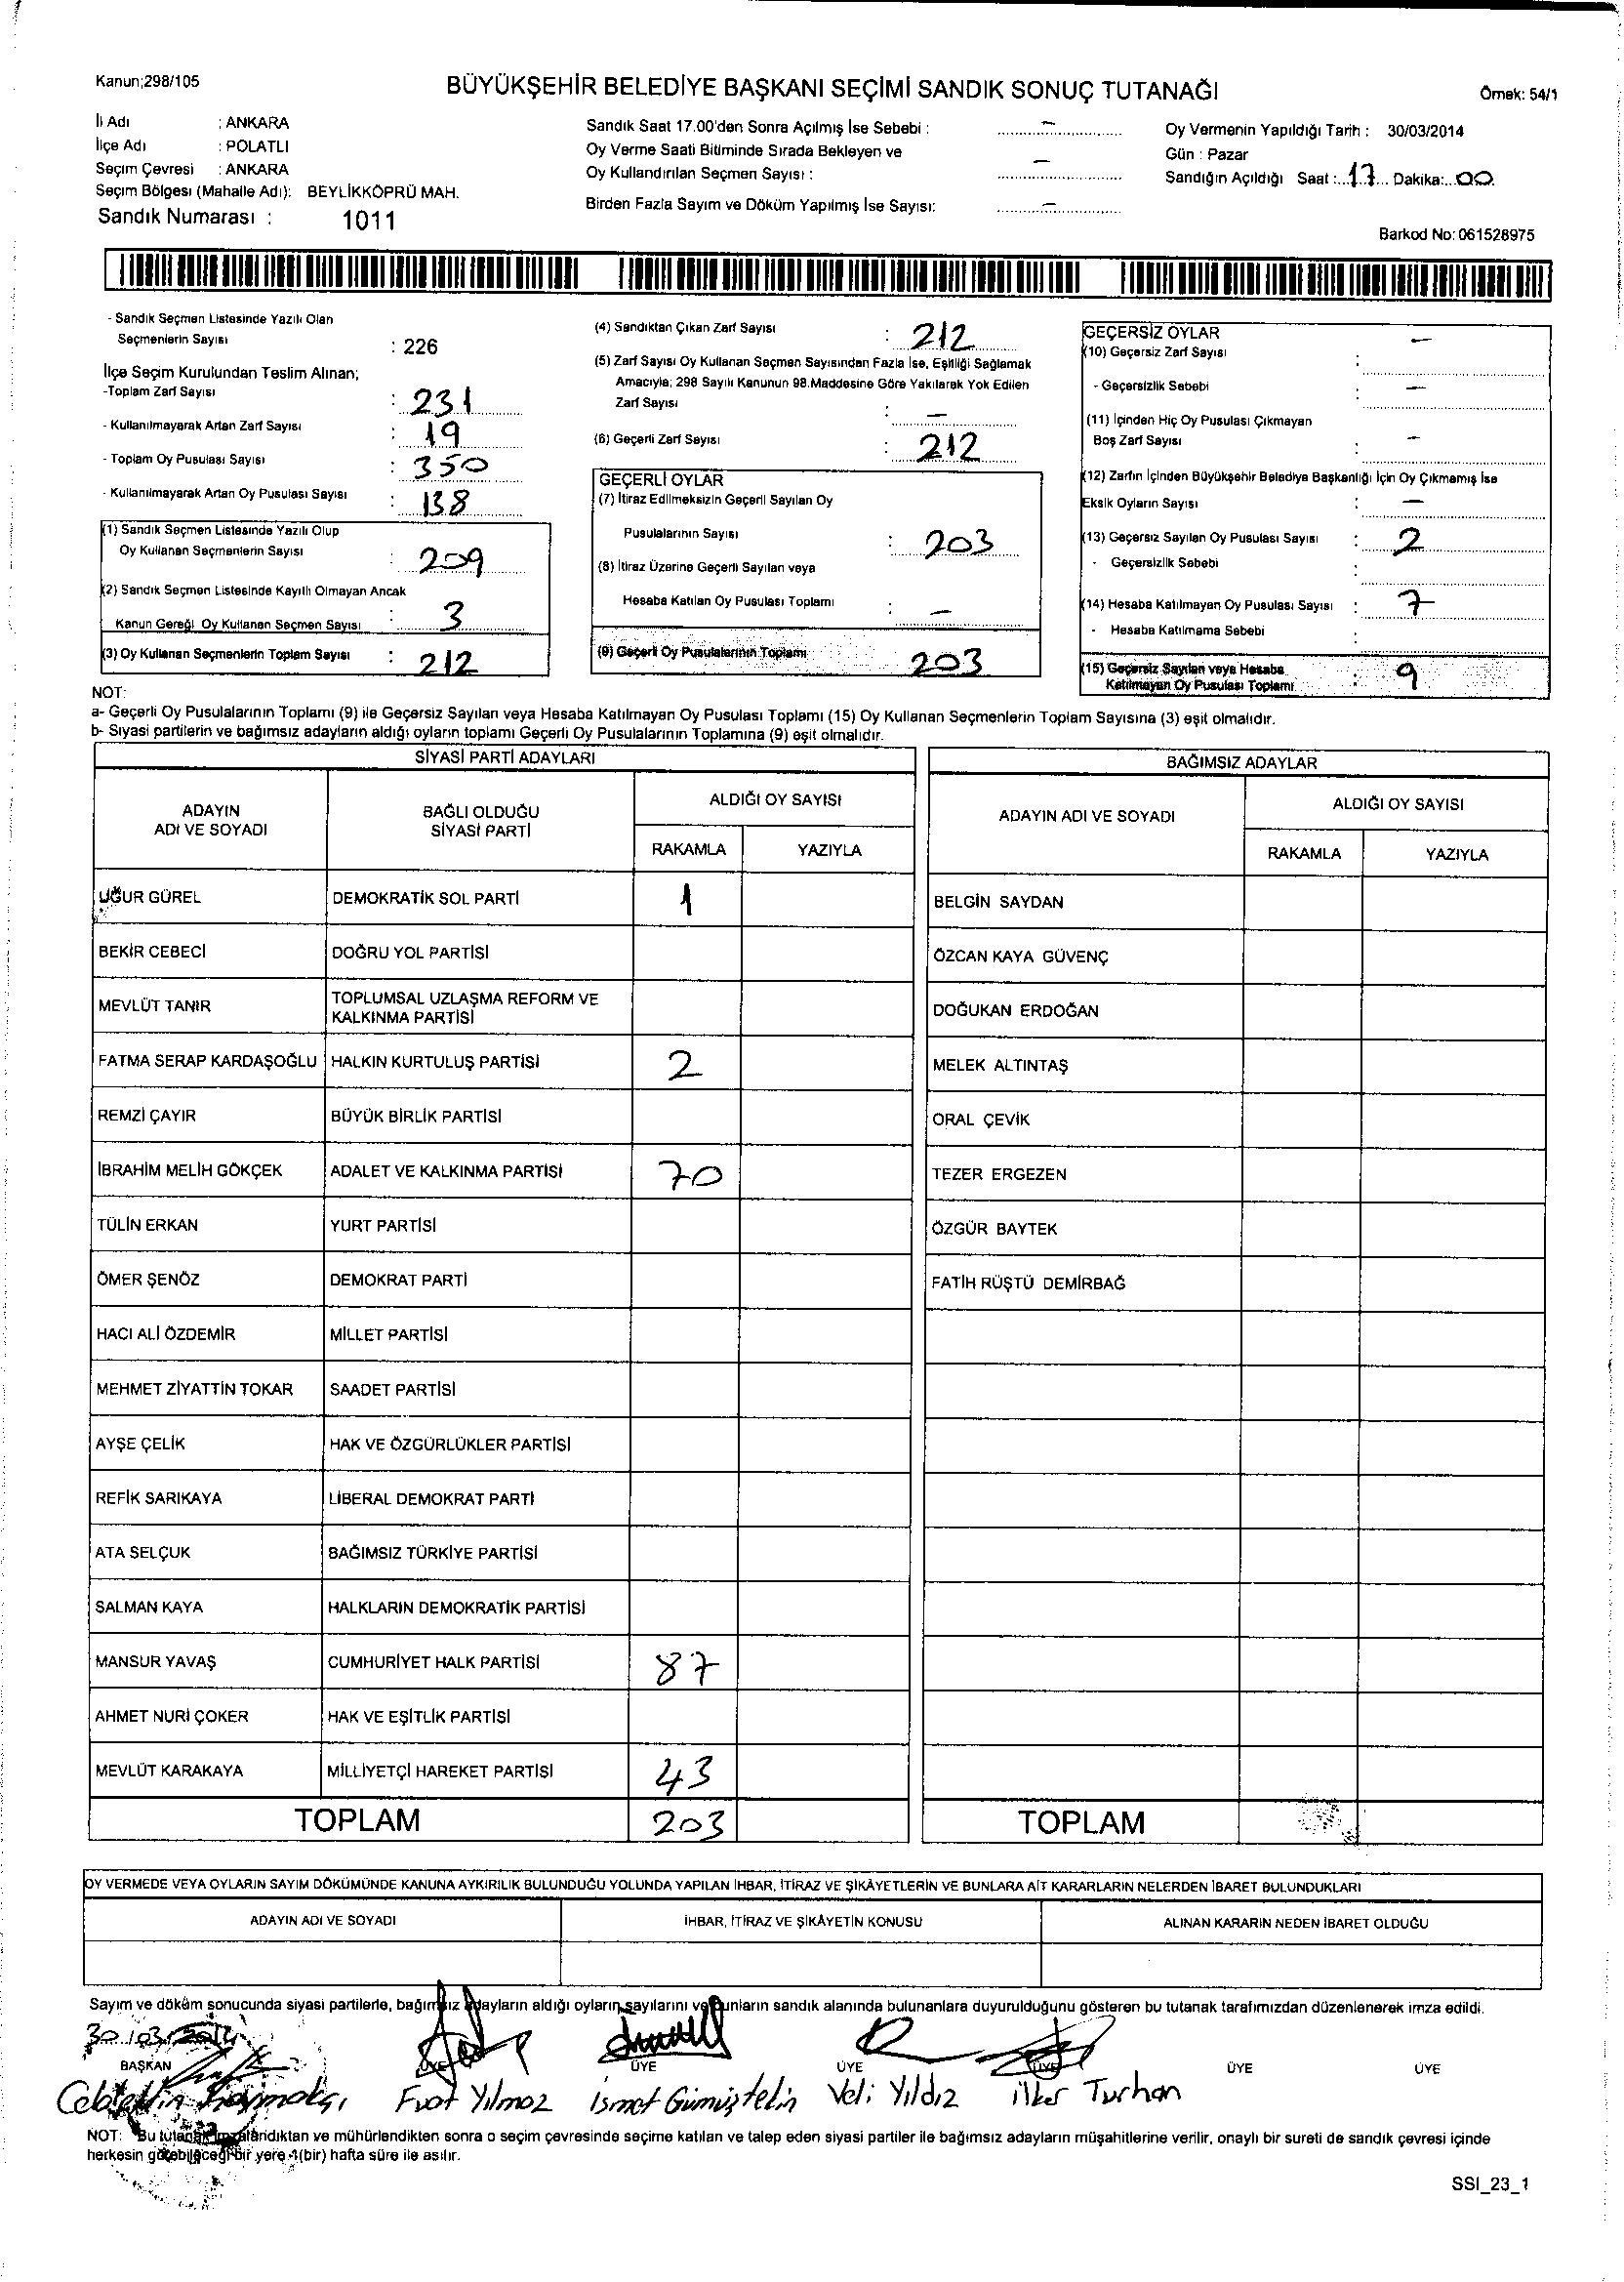 Kanun;298/105
BÜYÜKŞEHİR BELEDİYE BAŞKANI SEÇİMİ SANDIK SONUÇ TUTANAĞI
Örnek: 54/1
İli Adı : ANKARA
İlçe Adı : POLATLI
Seçim Çevresi : ANKARA
Seçim Bölgesi (Mahalle Adı): BEYLİKKÖPRÜ MAH.
Sandık Numarası : 1011
Sandık Saat 17.00'den Sonra Açılmış İse Sebebi : –
Oy Verme Saati Bitiminde Sırada Bekleyen ve
Oy Kullandırılan Seçmen Sayısı : –
Birden Fazla Sayım ve Döküm Yapılmış İse Sayısı: –
Oy Vermenin Yapıldığı Tarih : 30/03/2014
Gün : Pazar
Sandığın Açıldığı Saat :...17... Dakika:..00.
Barkod No: 061528975
- Sandık Seçmen Listesinde Yazılı Olan
Seçmenlerin Sayısı : 226
İlçe Seçim Kurulundan Teslim Alınan;
-Toplam Zarf Sayısı : 231
- Kullanılmayarak Artan Zarf Sayısı : 19
- Toplam Oy Pusulası Sayısı : 350
- Kullanılmayarak Artan Oy Pusulası Sayısı : 138
(1) Sandık Seçmen Listesinde Yazılı Olup
Oy Kullanan Seçmenlerin Sayısı : 209
(2) Sandık Seçmen Listesinde Kayıtlı Olmayan Ancak
Kanun Gereği Oy Kullanan Seçmen Sayısı : 3
(3) Oy Kullanan Seçmenlerin Toplam Sayısı : 212
(4) Sandıktan Çıkan Zarf Sayısı : 212
(5) Zarf Sayısı Oy Kullanan Seçmen Sayısından Fazla İse, Eşitliği Sağlamak
Amacıyla; 298 Sayılı Kanunun 98.Maddesine Göre Yakılarak Yok Edilen
Zarf Sayısı : –
(6) Geçerli Zarf Sayısı : 212
GEÇERLİ OYLAR
(7) İtiraz Edilmeksizin Geçerli Sayılan Oy
Pusulalarının Sayısı : 203
(8) İtiraz Üzerine Geçerli Sayılan veya
Hesaba Katılan Oy Pusulası Toplamı : –
(9) Geçerli Oy Pusulalarının Toplamı 203
GEÇERSİZ OYLAR
(10) Geçersiz Zarf Sayısı : –
- Geçersizlik Sebebi : –
(11) İçinden Hiç Oy Pusulası Çıkmayan
Boş Zarf Sayısı : –
(12) Zarfın İçinden Büyükşehir Belediye Başkanlığı İçin Oy Çıkmamış İse
Eksik Oyların Sayısı : –
(13) Geçersiz Sayılan Oy Pusulası Sayısı : 2
- Geçersizlik Sebebi :
(14) Hesaba Katılmayan Oy Pusulası Sayısı : 7
- Hesaba Katılmama Sebebi :
(15) Geçersiz Sayılan veya Hesaba
Katılmayan Oy Pusulası Toplamı : 9
NOT:
a- Geçerli Oy Pusulalarının Toplamı (9) ile Geçersiz Sayılan veya Hesaba Katılmayan Oy Pusulası Toplamı (15) Oy Kullanan Seçmenlerin Toplam Sayısına (3) eşit olmalıdır.
b- Siyasi partilerin ve bağımsız adayların aldığı oyların toplamı Geçerli Oy Pusulalarının Toplamına (9) eşit olmalıdır.
SİYASİ PARTİ ADAYLARI
ADAYIN ADI VE SOYADI
BAĞLI OLDUĞU SİYASİ PARTİ
ALDIĞI OY SAYISI
RAKAMLA YAZIYLA
UĞUR GÜREL DEMOKRATİK SOL PARTİ 1
BEKİR CEBECİ DOĞRU YOL PARTİSİ
MEVLÜT TANIR TOPLUMSAL UZLAŞMA REFORM VE
KALKINMA PARTİSİ
FATMA SERAP KARDAŞOĞLU HALKIN KURTULUŞ PARTİSİ 2
REMZİ ÇAYIR BÜYÜK BİRLİK PARTİSİ
İBRAHİM MELİH GÖKÇEK ADALET VE KALKINMA PARTİSİ 70
TÜLİN ERKAN YURT PARTİSİ
ÖMER ŞENÖZ DEMOKRAT PARTİ
HACI ALİ ÖZDEMİR MİLLET PARTİSİ
MEHMET ZİYATTİN TOKAR SAADET PARTİSİ
AYŞE ÇELİK HAK VE ÖZGÜRLÜKLER PARTİSİ
REFİK SARIKAYA LİBERAL DEMOKRAT PARTİ
ATA SELÇUK BAĞIMSIZ TÜRKİYE PARTİSİ
SALMAN KAYA HALKLARIN DEMOKRATİK PARTİSİ
MANSUR YAVAŞ CUMHURİYET HALK PARTİSİ 87
AHMET NURİ ÇOKER HAK VE EŞİTLİK PARTİSİ
MEVLÜT KARAKAYA MİLLİYETÇİ HAREKET PARTİSİ 43
TOPLAM 203
BAĞIMSIZ ADAYLAR
ADAYIN ADI VE SOYADI
ALDIĞI OY SAYISI
RAKAMLA YAZIYLA
BELGİN SAYDAN
ÖZCAN KAYA GÜVENÇ
DOĞUKAN ERDOĞAN
MELEK ALTINTAŞ
ORAL ÇEVİK
TEZER ERGEZEN
ÖZGÜR BAYTEK
FATİH RÜŞTÜ DEMİRBAĞ
TOPLAM
OY VERMEDE VEYA OYLARIN SAYIM DÖKÜMÜNDE KANUNA AYKIRILIK BULUNDUĞU YOLUNDA YAPILAN İHBAR, İTİRAZ VE ŞİKÂYETLERİN VE BUNLARA AİT KARARLARIN NELERDEN İBARET BULUNDUKLARI
ADAYIN ADI VE SOYADI İHBAR, İTİRAZ VE ŞİKÂYETİN KONUSU ALINAN KARARIN NEDEN İBARET OLDUĞU
Sayım ve döküm sonucunda siyasi partilerle, bağımsız adayların aldığı oyların sayılarını ve bunların sandık alanında bulunanlara duyurulduğunu gösteren bu tutanak tarafımızdan düzenlenerek imza edildi.
30.03.2014
BAŞKAN ÜYE ÜYE ÜYE ÜYE ÜYE ÜYE
Fuat Yılmaz İsmet Gümüştekin Veli Yıldız İlker Turhan
NOT: Bu tutanak imzalandıktan ve mühürlendikten sonra o seçim çevresinde seçime katılan ve talep eden siyasi partiler ile bağımsız adayların müşahitlerine verilir, onaylı bir sureti de sandık çevresi içinde
herkesin görebileceği bir yere 1(bir) hafta süre ile asılır.
SSI_23_1